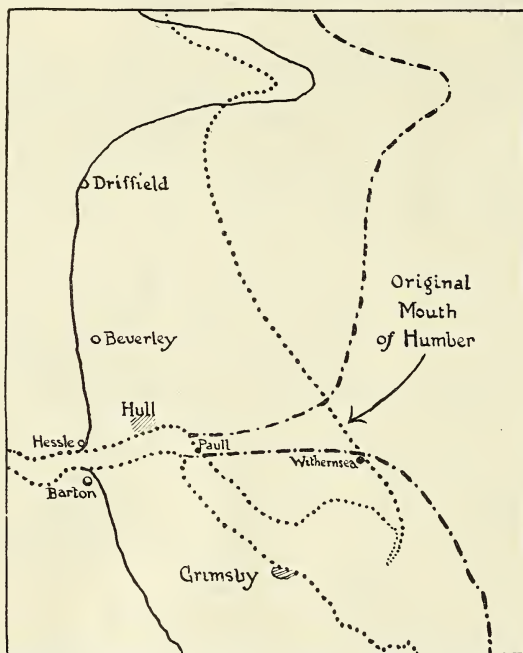 Driffield
Original
Mouth
of Humber
Beverley
Hull
Hessle
Paull
Withernsea
Barton
Grimsby